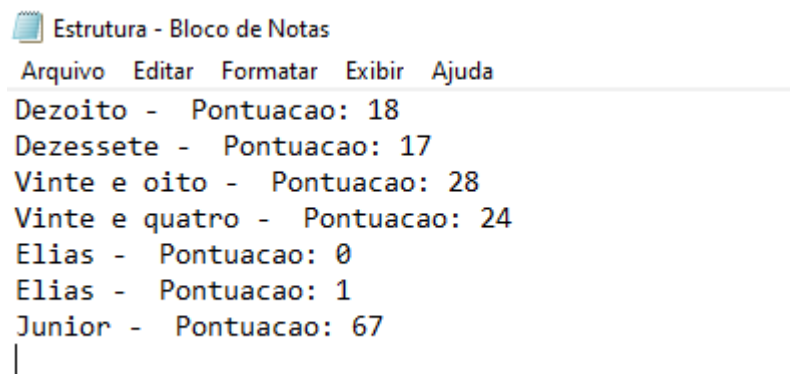 Estrutura - Bloco de Notas
Arquivo Editar Formatar Exibir Ajuda
Dezoito -  Pontuacao: 18
Dezessete -  Pontuacao: 17
Vinte e oito -  Pontuacao: 28
Vinte e quatro -  Pontuacao: 24
Elias -  Pontuacao: 0
Elias -  Pontuacao: 1
Junior -  Pontuacao: 67